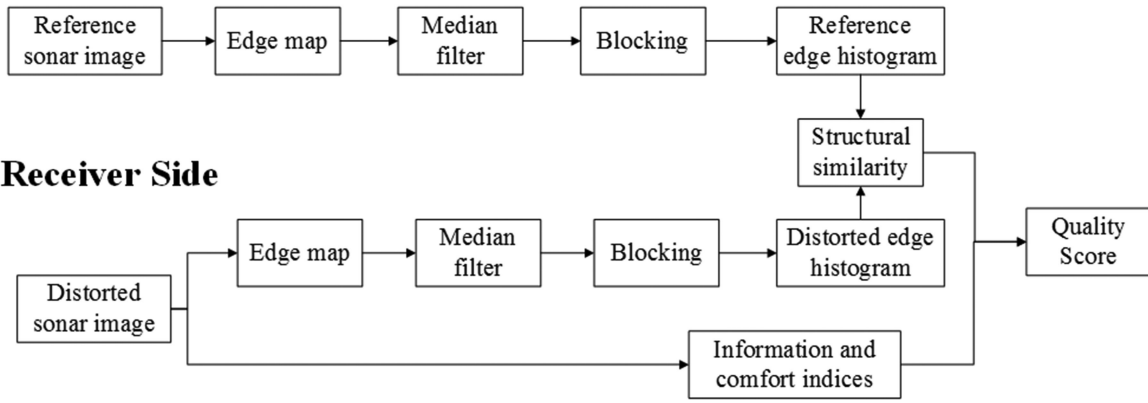 Reference
sonar image
Edge map
Median
filter
Blocking
Reference
edge histogram
Structural
similarity
Receiver Side
Edge map
Median
filter
Blocking
Distorted edge
histogram
Quality
Score
Distorted
sonar image
Information and
comfort indices